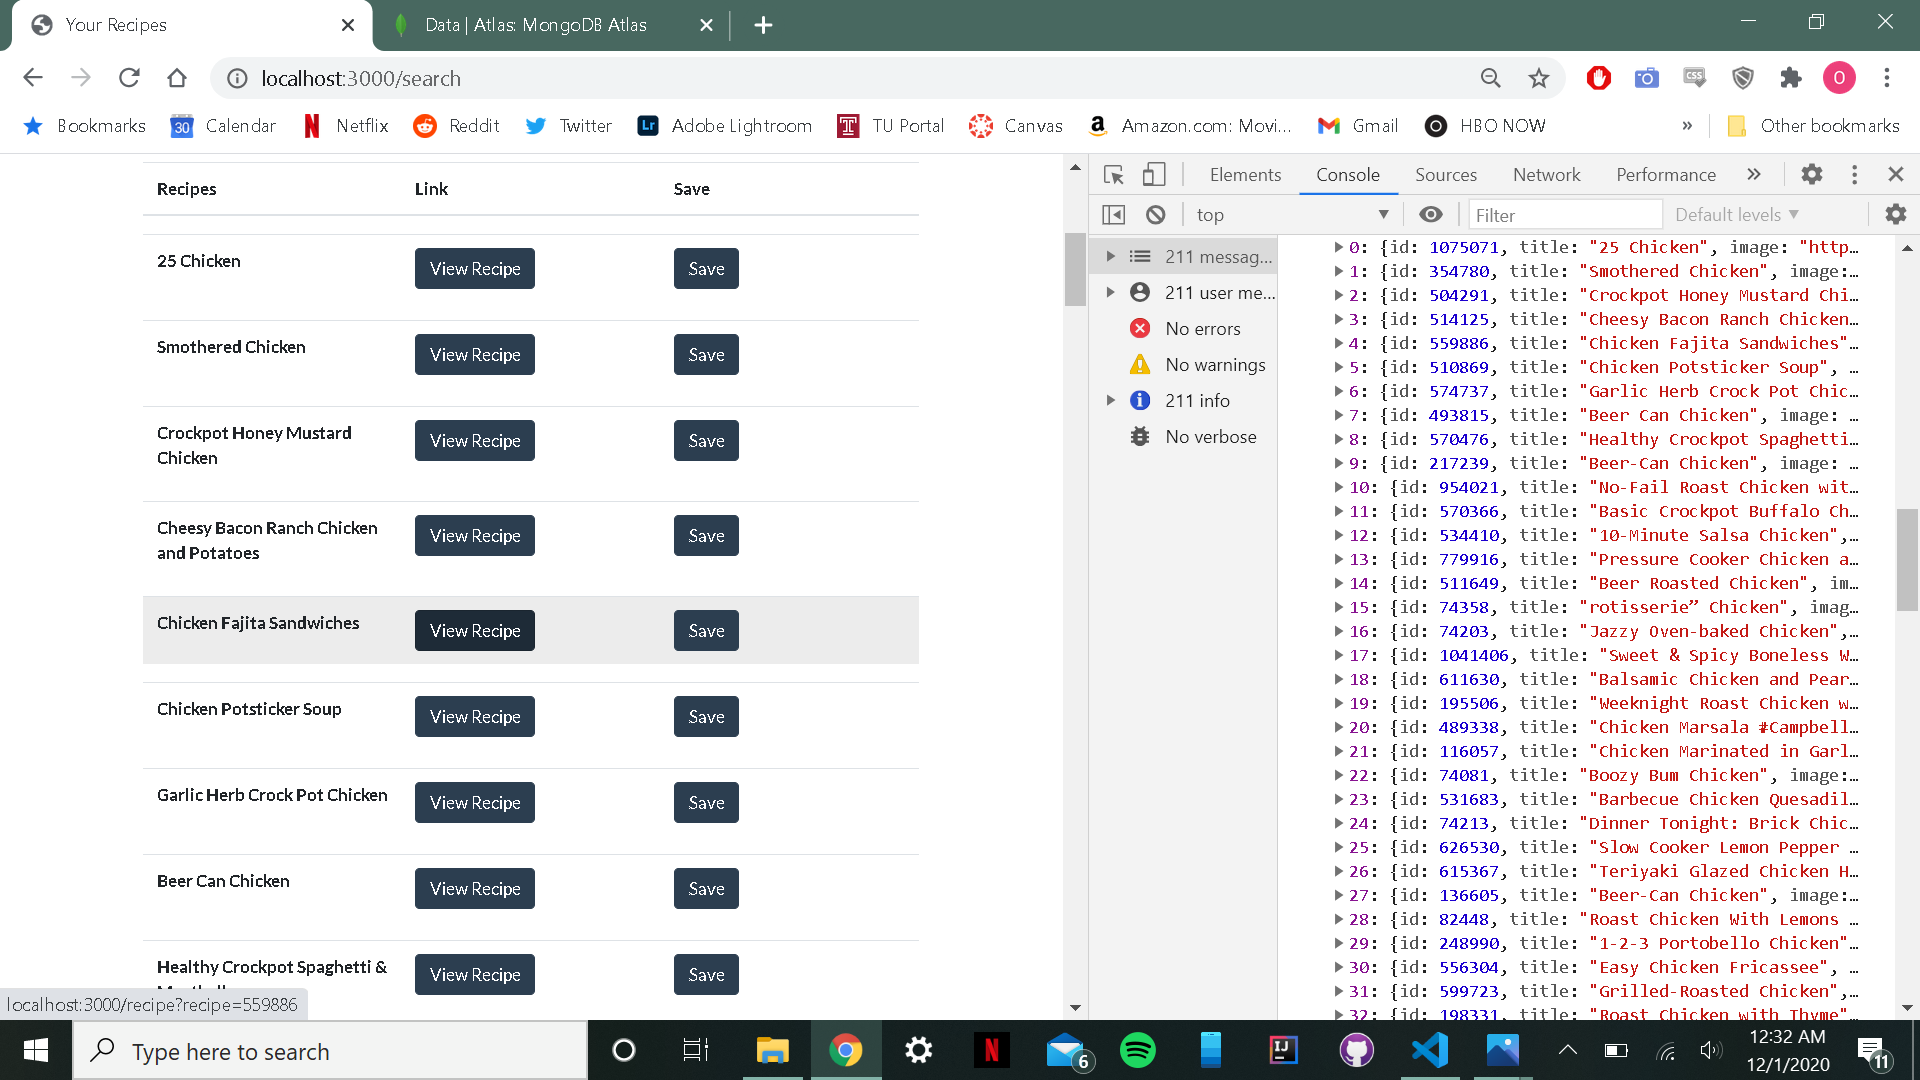 Your Recipes
Data | Atlas: MongoDB Atlas
localhost:3000/search
CSS
O
Bookmarks
30 Calendar
Netflix
Reddit
Twitter
Lr Adobe Lightroom
TU Portal
Canvas
a Amazon.com: Movi...
Gmail
HBO NOW
»
Other bookmarks
Recipes Link Save
25 Chicken View Recipe Save
Smothered Chicken View Recipe Save
Crockpot Honey Mustard View Recipe Save
Chicken
Cheesy Bacon Ranch Chicken View Recipe Save
and Potatoes
Chicken Fajita Sandwiches View Recipe Save
Chicken Potsticker Soup View Recipe Save
Garlic Herb Crock Pot Chicken View Recipe Save
Beer Can Chicken View Recipe Save
Healthy Crockpot Spaghetti & View Recipe Save
localhost:3000/recipe?recipe=559886
Elements Console Sources Network Performance »
top Filter Default levels
211 messag...
211 user me...
No errors
No warnings
211 info
No verbose
0: {id: 1075071, title: "25 Chicken", image: "http…
1: {id: 354780, title: "Smothered Chicken", image:…
2: {id: 504291, title: "Crockpot Honey Mustard Chi…
3: {id: 514125, title: "Cheesy Bacon Ranch Chicken…
4: {id: 559886, title: "Chicken Fajita Sandwiches"…
5: {id: 510869, title: "Chicken Potsticker Soup", …
6: {id: 574737, title: "Garlic Herb Crock Pot Chic…
7: {id: 493815, title: "Beer Can Chicken", image: …
8: {id: 570476, title: "Healthy Crockpot Spaghetti…
9: {id: 217239, title: "Beer-Can Chicken", image: …
10: {id: 954021, title: "No-Fail Roast Chicken wit…
11: {id: 570366, title: "Basic Crockpot Buffalo Ch…
12: {id: 534410, title: "10-Minute Salsa Chicken",…
13: {id: 779916, title: "Pressure Cooker Chicken a…
14: {id: 511649, title: "Beer Roasted Chicken", im…
15: {id: 74358, title: "rotisserie” Chicken", imag…
16: {id: 74203, title: "Jazzy Oven-baked Chicken",…
17: {id: 1041406, title: "Sweet & Spicy Boneless W…
18: {id: 611630, title: "Balsamic Chicken and Pear…
19: {id: 195506, title: "Weeknight Roast Chicken w…
20: {id: 489338, title: "Chicken Marsala #Campbell…
21: {id: 116057, title: "Chicken Marinated in Garl…
22: {id: 74081, title: "Boozy Bum Chicken", image:…
23: {id: 531683, title: "Barbecue Chicken Quesadil…
24: {id: 74213, title: "Dinner Tonight: Brick Chic…
25: {id: 626530, title: "Slow Cooker Lemon Pepper …
26: {id: 615367, title: "Teriyaki Glazed Chicken H…
27: {id: 136605, title: "Beer-Can Chicken", image:…
28: {id: 82448, title: "Roast Chicken With Lemons …
29: {id: 248990, title: "1-2-3 Portobello Chicken"…
30: {id: 556304, title: "Easy Chicken Fricassee", …
31: {id: 599723, title: "Grilled-Roasted Chicken",…
32: {id: 198331, title: "Roast Chicken with Thyme"…
Type here to search
N
6
IJ
12:32 AM
12/1/2020
11